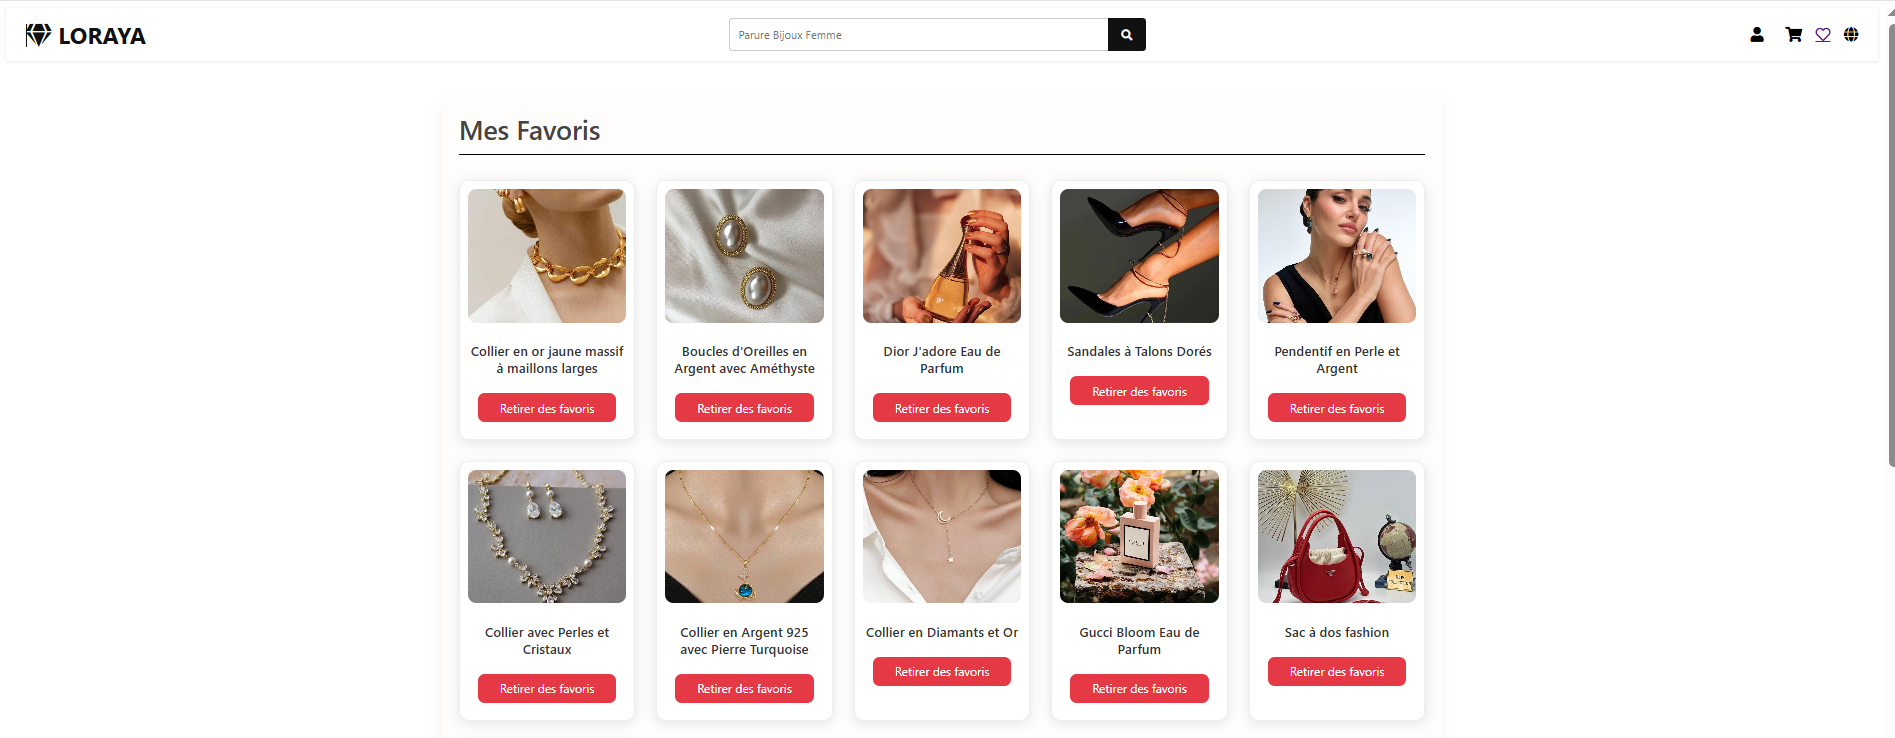 LORAYA
Parure Bijoux Femme
Mes Favoris
Collier en or jaune massif
à maillons larges
Retirer des favoris
Boucles d'Oreilles en
Argent avec Améthyste
Retirer des favoris
Dior J'adore Eau de
Parfum
Retirer des favoris
Sandales à Talons Dorés
Retirer des favoris
Pendentif en Perle et
Argent
Retirer des favoris
Collier avec Perles et
Cristaux
Retirer des favoris
Collier en Argent 925
avec Pierre Turquoise
Retirer des favoris
Collier en Diamants et Or
Retirer des favoris
Gucci Bloom Eau de
Parfum
Retirer des favoris
Sac à dos fashion
Retirer des favoris